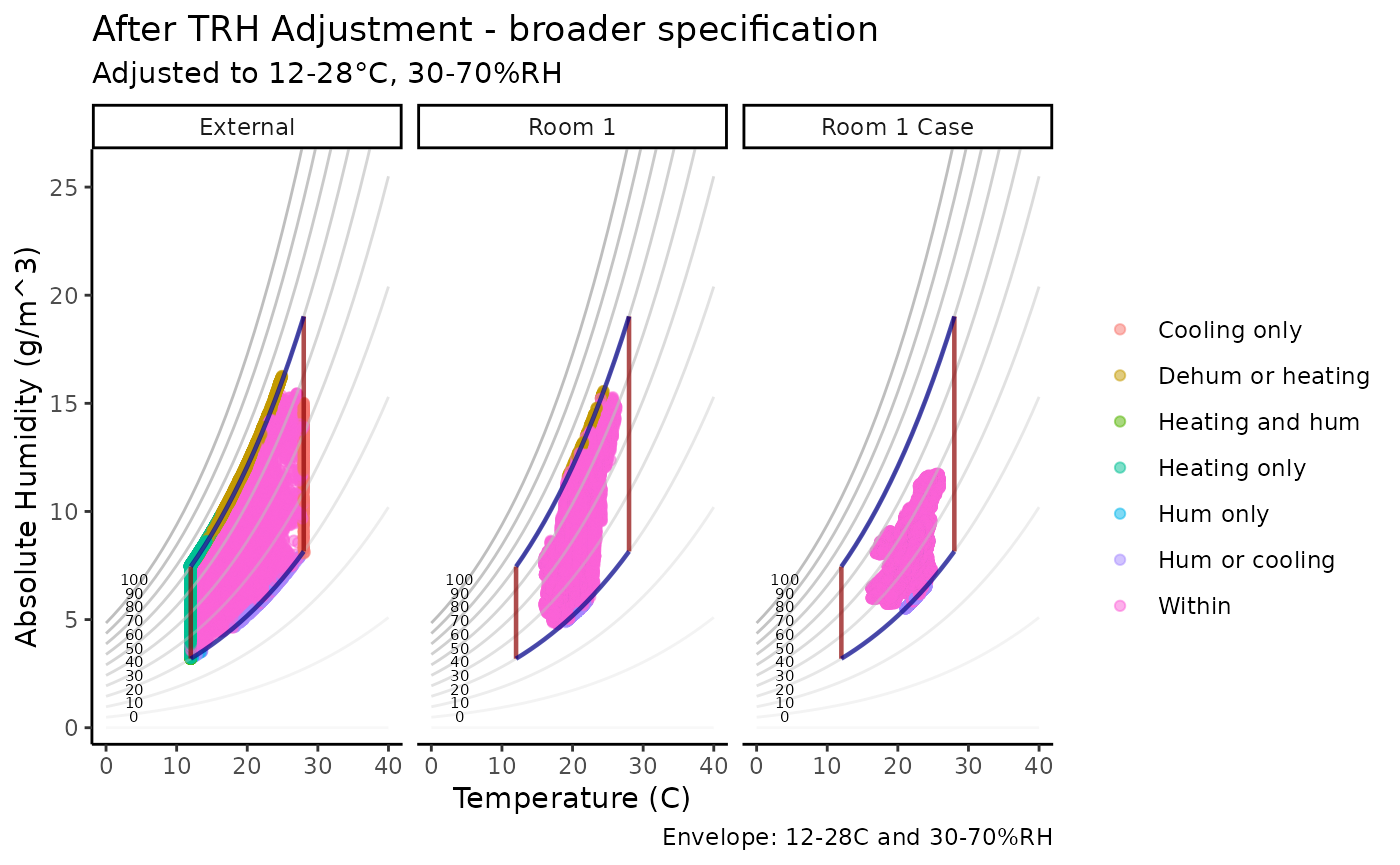 After TRH Adjustment - broader specification
Adjusted to 12-28°C, 30-70%RH
External
Room 1
Room 1 Case
Absolute Humidity (g/m^3)
25
20
15
10
5
0
100
90
80
70
60
50
40
30
20
10
0
100
90
80
70
60
50
40
30
20
10
0
100
90
80
70
60
50
40
30
20
10
0
0 10 20 30 40
0 10 20 30 40
0 10 20 30 40
Temperature (C)
Cooling only
Dehum or heating
Heating and hum
Heating only
Hum only
Hum or cooling
Within
Envelope: 12-28C and 30-70%RH